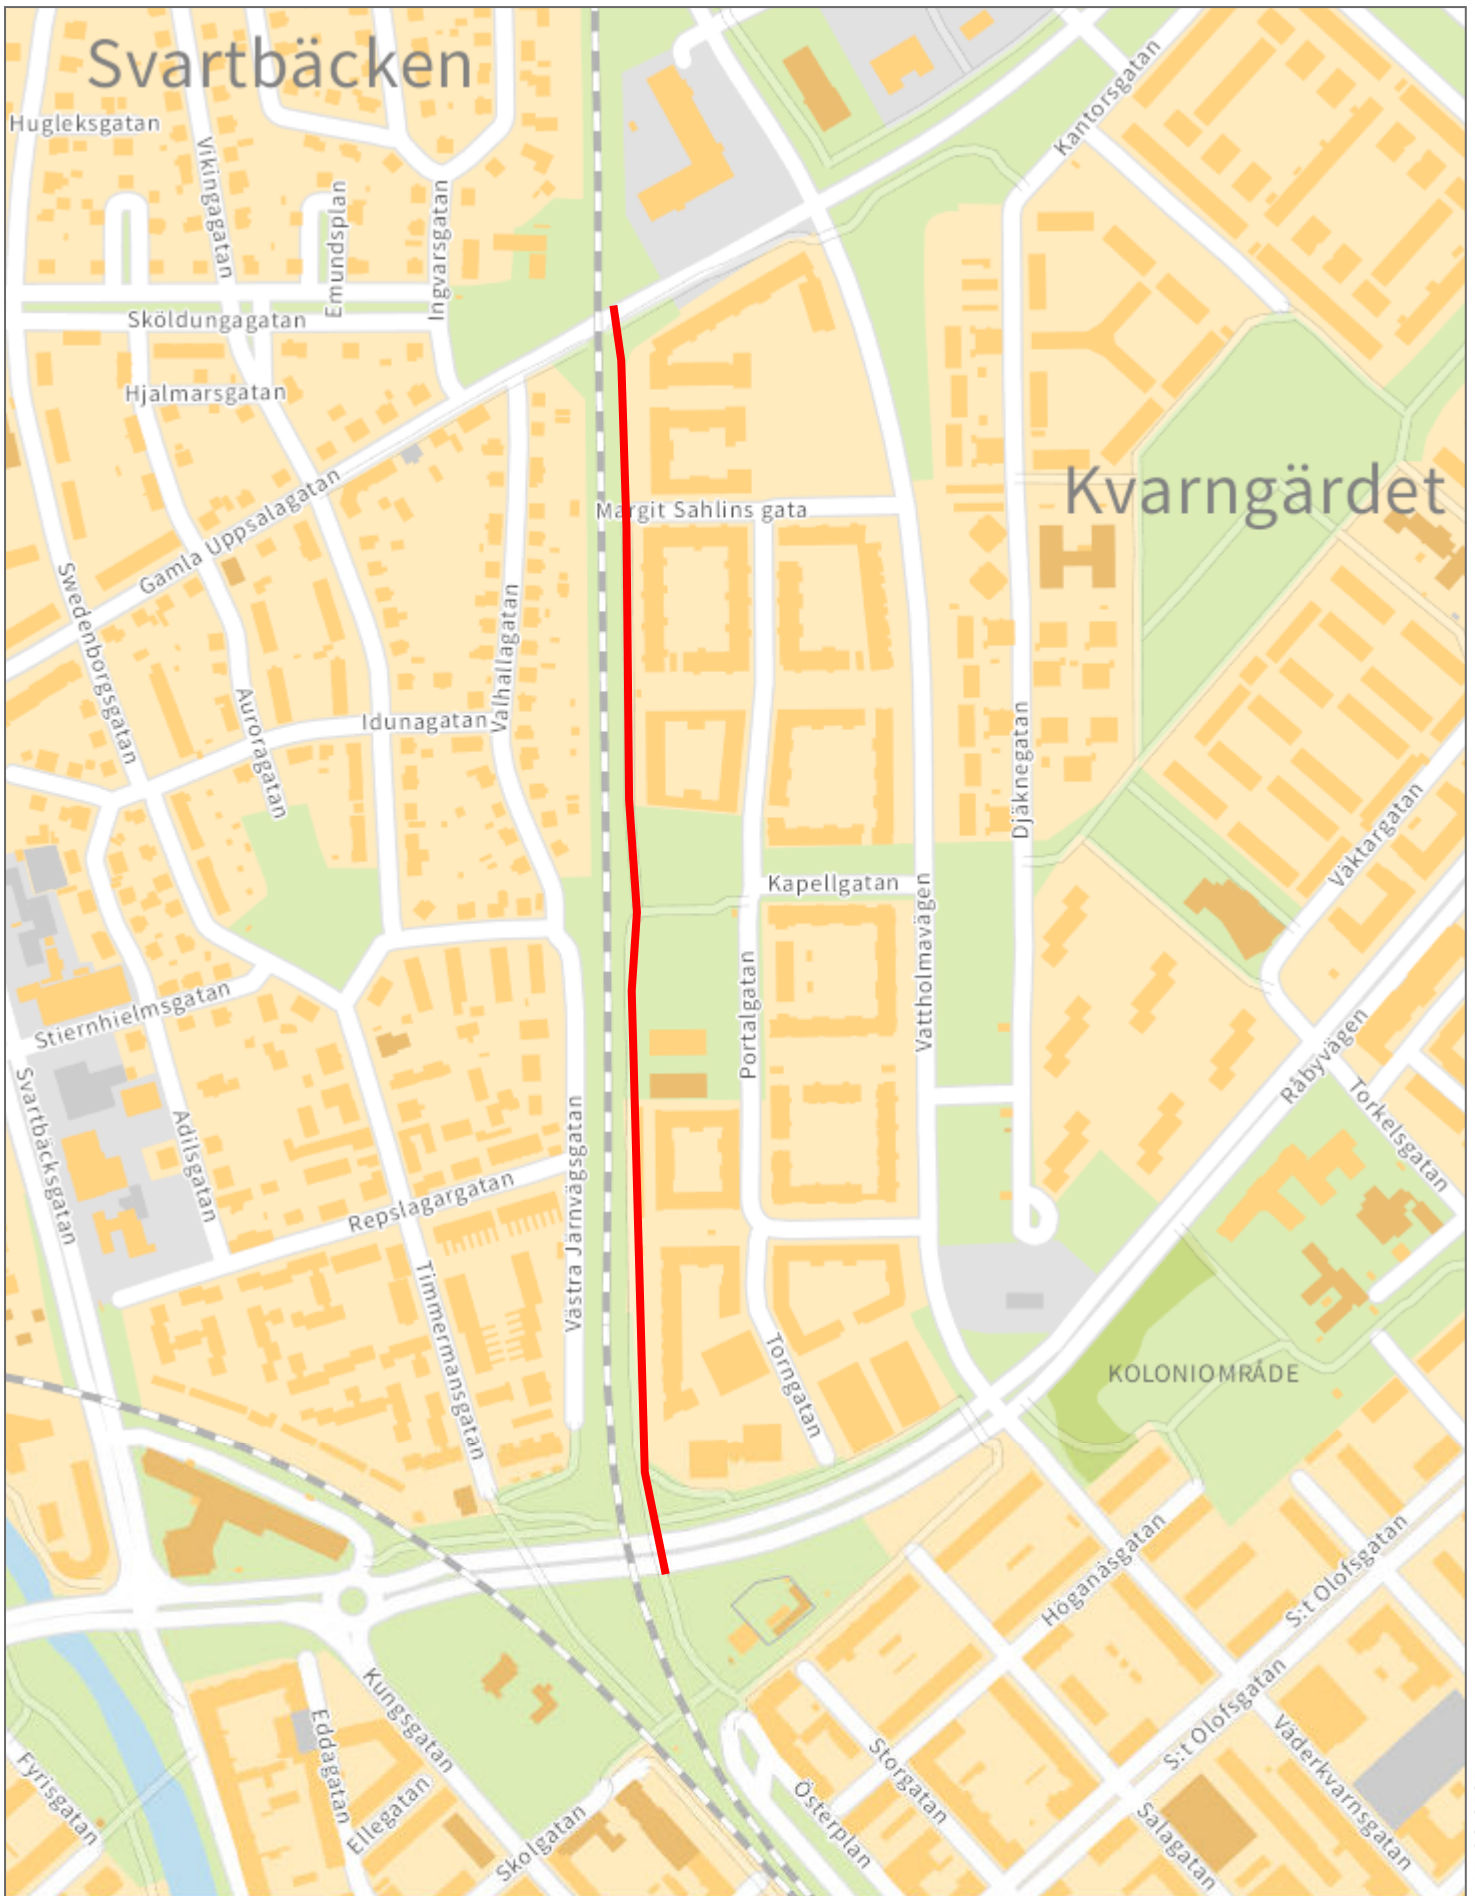 Svartbäcken
Hugleksgatan
Vikingagatan
Emundsplan
Ingvarsgatan
Kantorsgatan
Sköldungagatan
Hjalmarsgatan
Gamla Uppsalagatan
Kvarngärdet
Margit Sahlins gata
Swedenborgsgatan
Valhallagatan
Auroragatan
Idunagatan
Djäknegatan
Väktargatan
Kapellgatan
Vattholmavägen
Portalgatan
Stiernhielmsgatan
Råbyvägen
Torkelsgatan
Svartbäcksgatan
Adilsgatan
Västra Järnvägsgatan
Repslagargatan
Timmermansgatan
Torngatan
KOLONIOMRÅDE
Höganäsgatan
S:t Olofsgatan
S:t Olofsgatan
Kungsgatan
Eddagatan
Ellegatan
Fyrisgatan
Skolgatan
Storgatan
Österplan
Väderkvarnsgatan
Salagatan